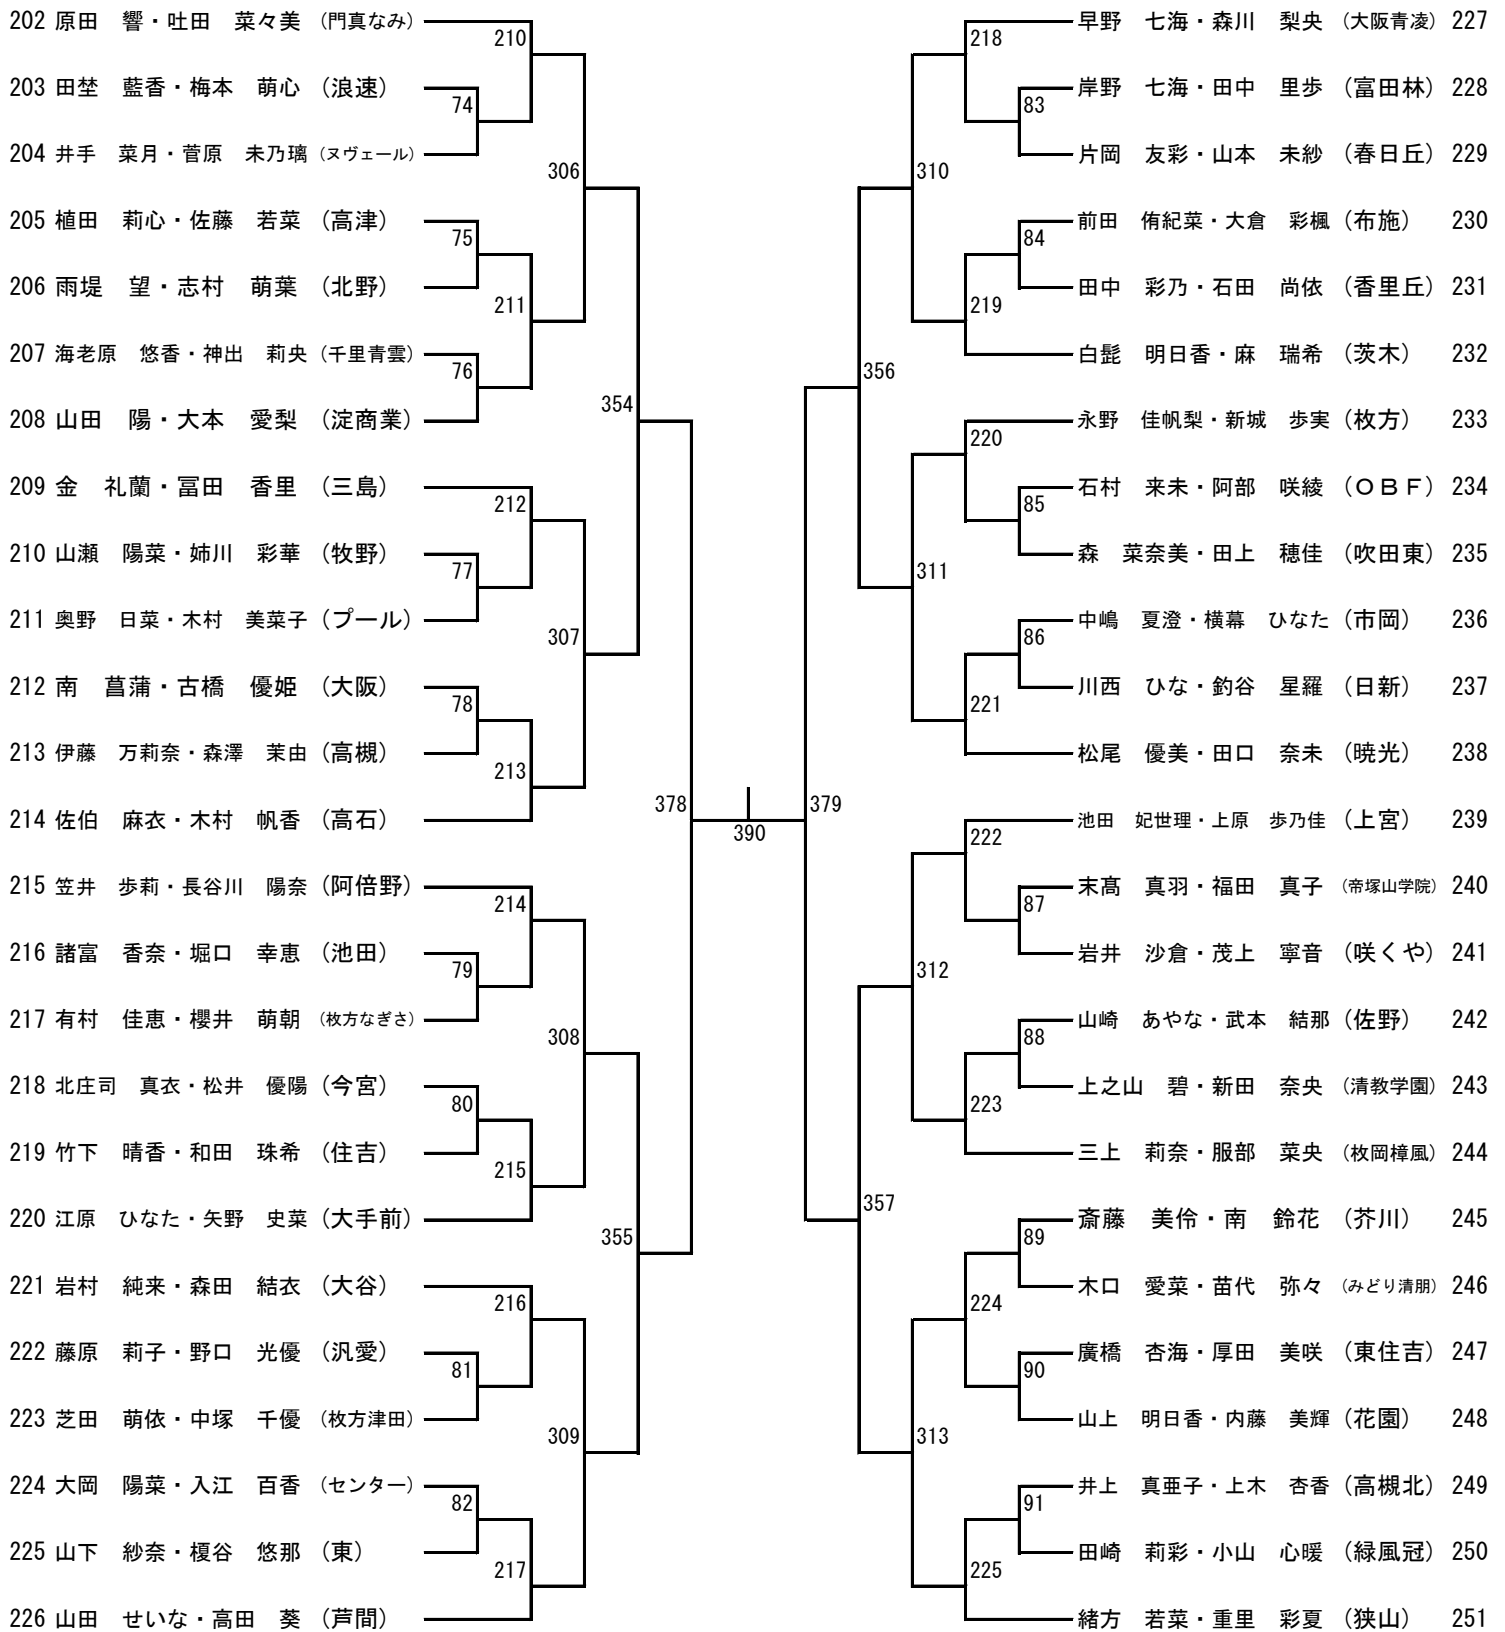 202 原田　響・吐田　菜々美 (門真なみ)
210
203 田埜　藍香・梅本　萌心 (浪速)
74
204 井手　菜月・菅原　未乃璃 (ヌヴェール)
306
205 植田　莉心・佐藤　若菜 (高津)
75
206 雨堤　望・志村　萌葉 (北野)
211
207 海老原　悠香・神出　莉央 (千里青雲)
76
208 山田　陽・大本　愛梨 (淀商業)
354
209 金　礼蘭・冨田　香里 (三島)
212
210 山瀬　陽菜・姉川　彩華 (牧野)
77
211 奥野　日菜・木村　美菜子 (プール)
307
212 南　菖蒲・古橋　優姫 (大阪)
78
213 伊藤　万莉奈・森澤　茉由 (高槻)
213
214 佐伯　麻衣・木村　帆香 (高石)
378
215 笠井　歩莉・長谷川　陽奈 (阿倍野)
214
216 諸富　香奈・堀口　幸恵 (池田)
79
217 有村　佳恵・櫻井　萌朝 (枚方なぎさ)
308
218 北庄司　真衣・松井　優陽 (今宮)
80
219 竹下　晴香・和田　珠希 (住吉)
215
220 江原　ひなた・矢野　史菜 (大手前)
355
221 岩村　純来・森田　結衣 (大谷)
216
222 藤原　莉子・野口　光優 (汎愛)
81
223 芝田　萌依・中塚　千優 (枚方津田)
309
224 大岡　陽菜・入江　百香 (センター)
82
225 山下　紗奈・榎谷　悠那 (東)
217
226 山田　せいな・高田　葵 (芦間)
390
早野　七海・森川　梨央 (大阪青凌) 227
218
岸野　七海・田中　里歩 (富田林) 228
83
片岡　友彩・山本　未紗 (春日丘) 229
310
前田　侑紀菜・大倉　彩楓 (布施) 230
84
田中　彩乃・石田　尚依 (香里丘) 231
219
白髭　明日香・麻　瑞希 (茨木) 232
356
永野　佳帆梨・新城　歩実 (枚方) 233
220
石村　来未・阿部　咲綾 (ＯＢＦ) 234
85
森　菜奈美・田上　穂佳 (吹田東) 235
311
中嶋　夏澄・横幕　ひなた (市岡) 236
86
川西　ひな・釣谷　星羅 (日新) 237
221
松尾　優美・田口　奈未 (暁光) 238
379
池田　妃世理・上原　歩乃佳 (上宮) 239
222
末髙　真羽・福田　真子 (帝塚山学院) 240
87
岩井　沙倉・茂上　寧音 (咲くや) 241
312
山崎　あやな・武本　結那 (佐野) 242
88
上之山　碧・新田　奈央 (清教学園) 243
223
三上　莉奈・服部　菜央 (枚岡樟風) 244
357
斎藤　美伶・南　鈴花 (芥川) 245
89
木口　愛菜・苗代　弥々 (みどり清朋) 246
224
廣橋　杏海・厚田　美咲 (東住吉) 247
90
山上　明日香・内藤　美輝 (花園) 248
313
井上　真亜子・上木　杏香 (高槻北) 249
91
田崎　莉彩・小山　心暖 (緑風冠) 250
225
緒方　若菜・重里　彩夏 (狭山) 251